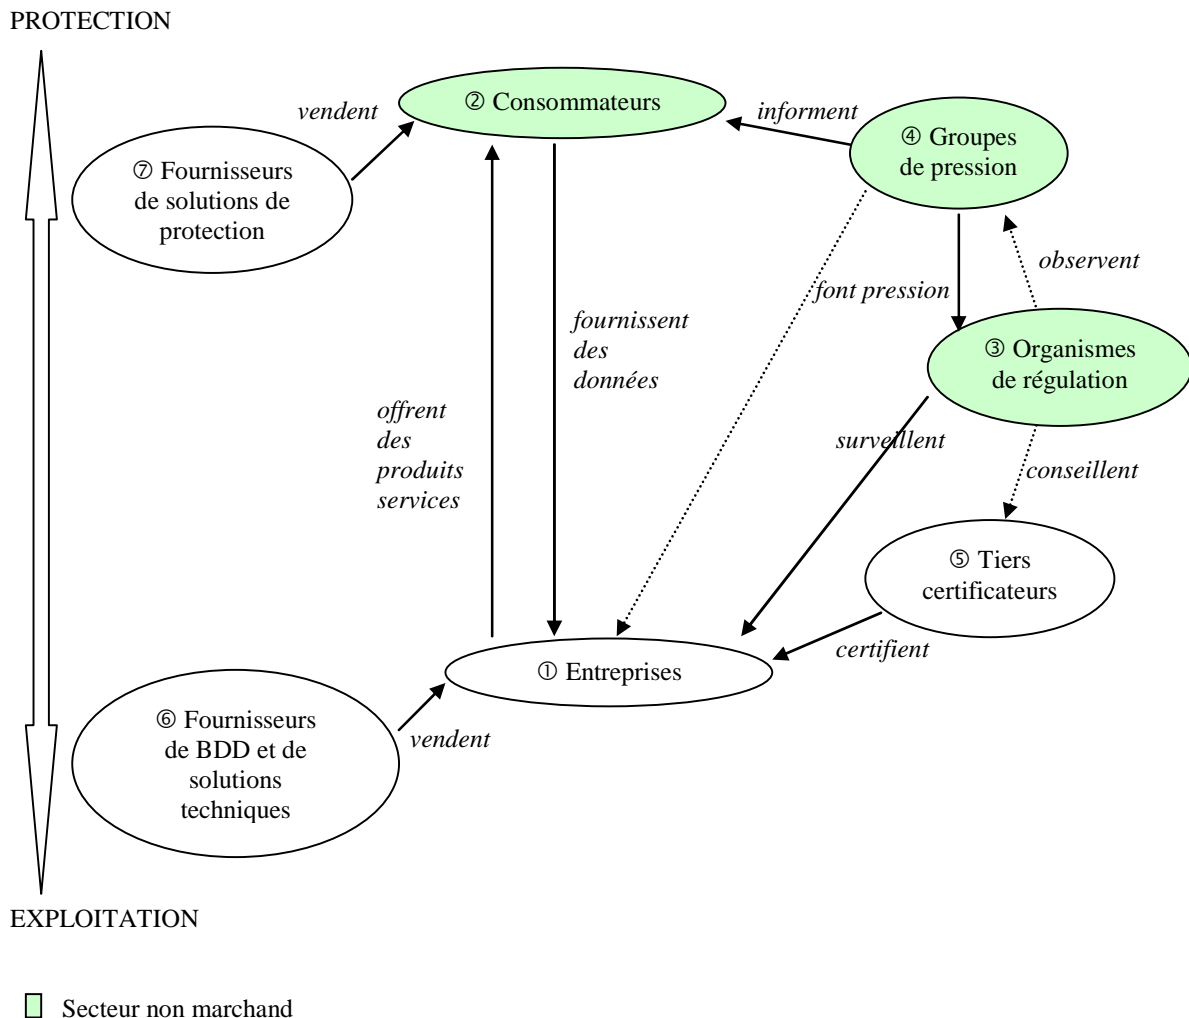 PROTECTION
vendent
② Consommateurs
informent
④ Groupes
de pression
⑦ Fournisseurs
de solutions de
protection
observent
font pression
fournissent
des
données
③ Organismes
de régulation
offrent
des
produits
services
surveillent
conseillent
⑤ Tiers
certificateurs
certifient
① Entreprises
⑥ Fournisseurs
de BDD et de
solutions
techniques
vendent
EXPLOITATION
Secteur non marchand